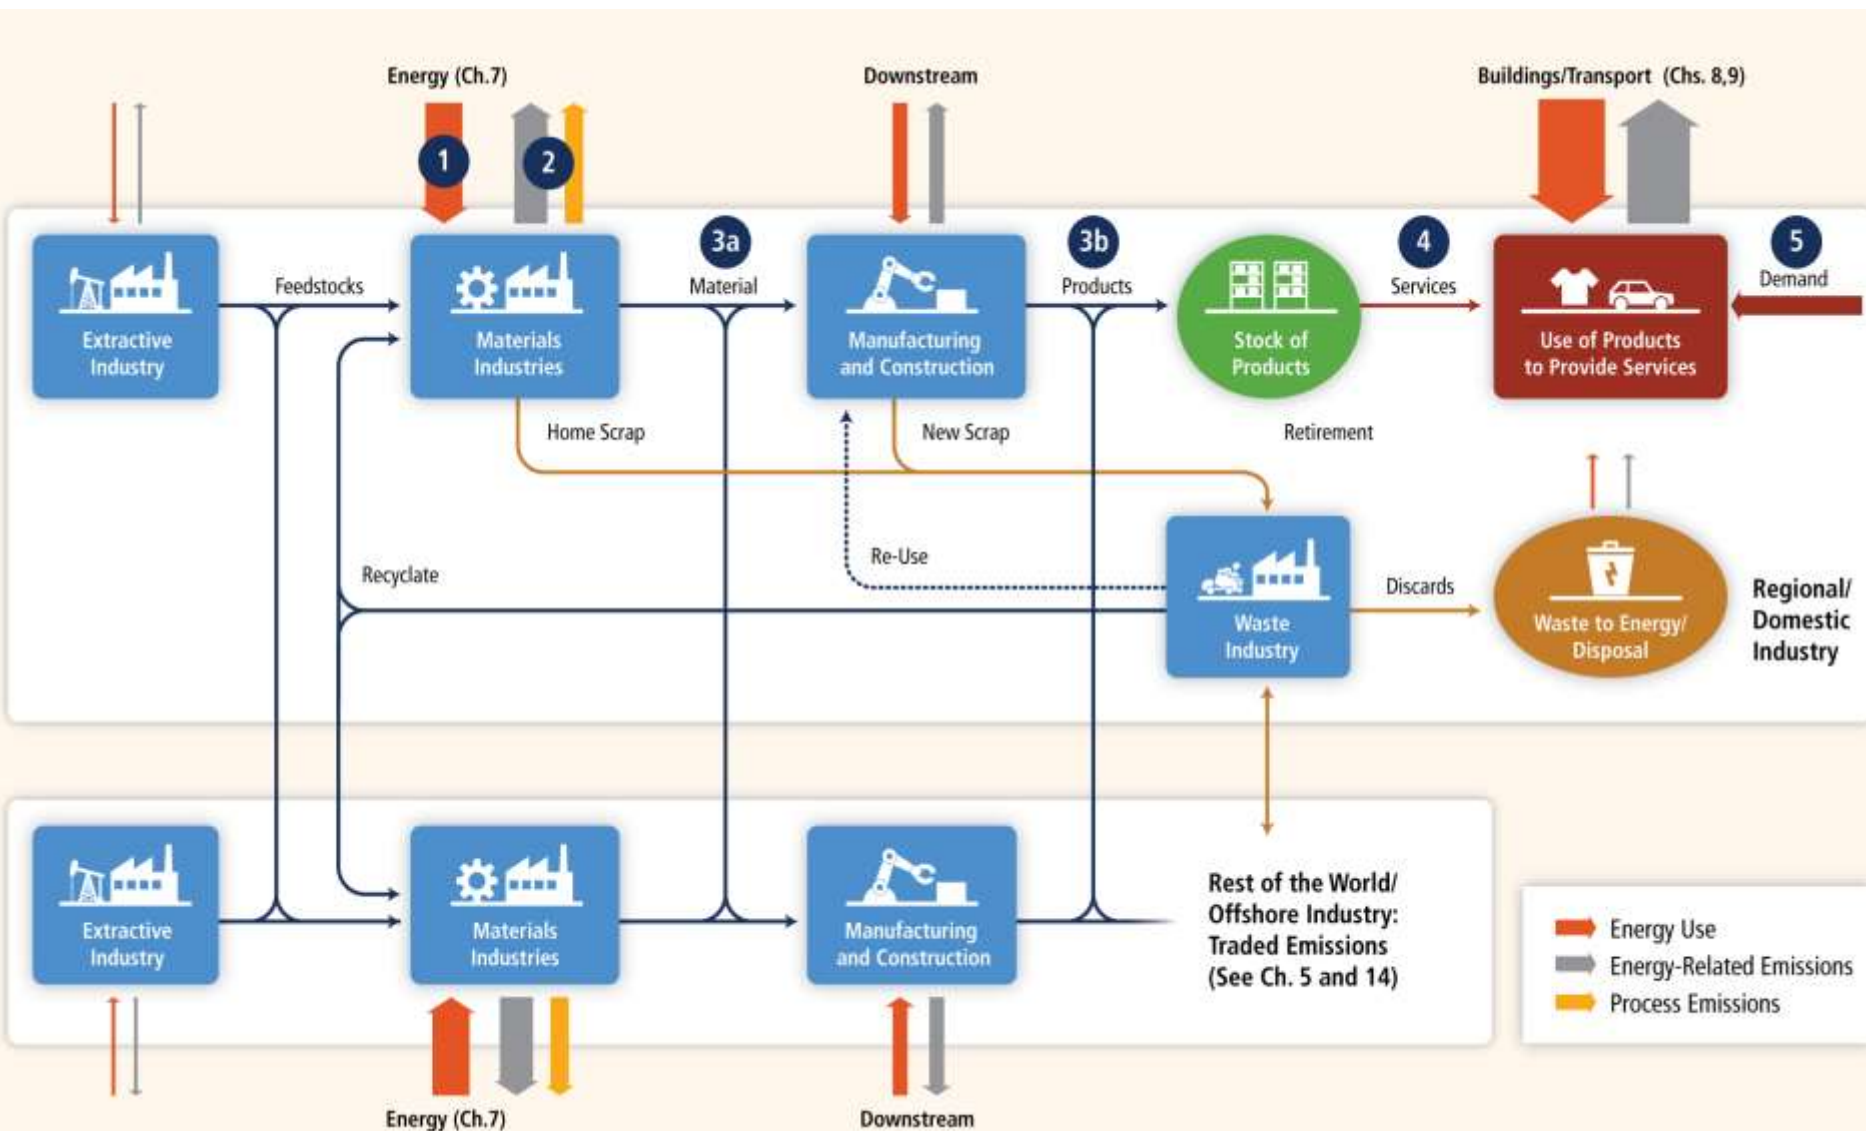 Energy (Ch.7)
Downstream
Buildings/Transport (Chs. 8,9)
1
2
3a
3b
4
5
Feedstocks
Material
Products
Services
Demand
Extractive
Industry
Materials
Industries
Manufacturing
and Construction
Stock of
Products
Use of Products
to Provide Services
Home Scrap
New Scrap
Retirement
Re-Use
Recyclate
Discards
Waste
Industry
Waste to Energy/
Disposal
Regional/
Domestic
Industry
Extractive
Industry
Materials
Industries
Manufacturing
and Construction
Rest of the World/
Offshore Industry:
Traded Emissions
(See Ch. 5 and 14)
Energy Use
Energy-Related Emissions
Process Emissions
Energy (Ch.7)
Downstream